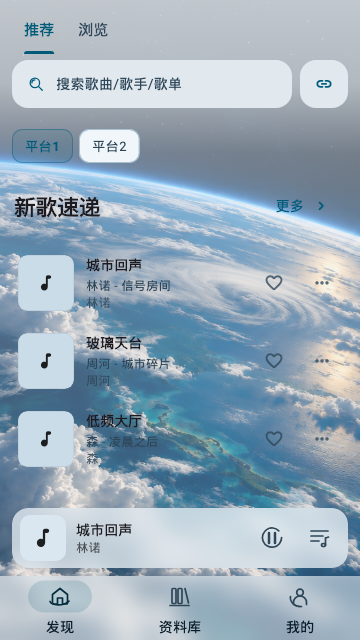 推荐 浏览
搜索歌曲/歌手/歌单
平台1 平台2
新歌速递 更多
城市回声
林诺 - 信号房间
林诺
玻璃天台
周河 - 城市碎片
周河
低频大厅
森 - 凌晨之后
森
城市回声
林诺
发现 资料库 我的